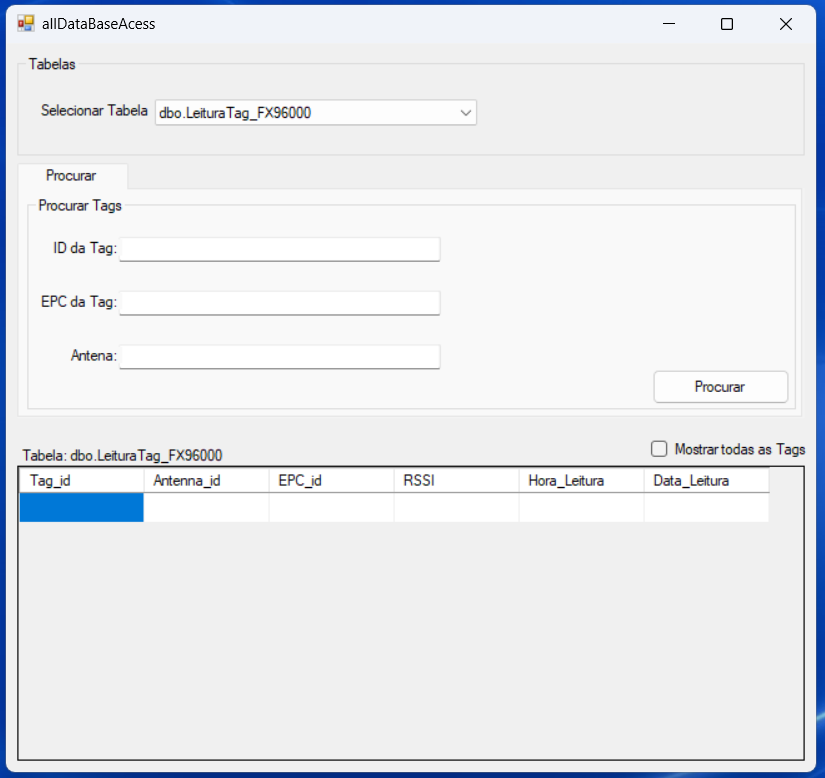 allDataBaseAcess
Tabelas
Selecionar Tabela dbo.LeituraTag_FX96000
Procurar
Procurar Tags
ID da Tag:
EPC da Tag:
Antena:
Procurar
Mostrar todas as Tags
Tabela: dbo.LeituraTag_FX96000
Tag_id Antenna_id EPC_id RSSI Hora_Leitura Data_Leitura